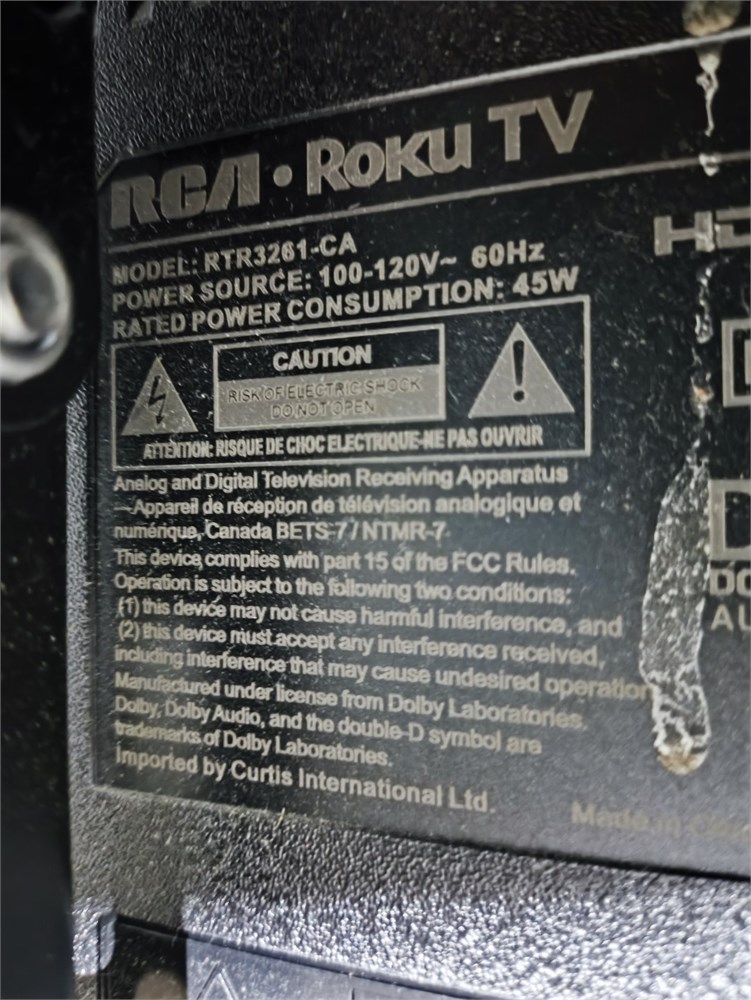 RCA • ROKU TV
MODEL: RTR3261-CA
POWER SOURCE: 100-120V~ 60Hz
RATED POWER CONSUMPTION: 45W
CAUTION
RISK OF ELECTRIC SHOCK
DO NOT OPEN
ATTENTION: RISQUE DE CHOC ELECTRIQUE-NE PAS OUVRIR
Analog and Digital Television Receiving Apparatus
—Appareil de réception de télévision analogique et
numérique, Canada BETS-7 / NTMR-7
This device complies with part 15 of the FCC Rules.
Operation is subject to the following two conditions:
(1) this device may not cause harmful interference, and
(2) this device must accept any interference received,
including interference that may cause undesired operation
Manufactured under license from Dolby Laboratories.
Dolby, Dolby Audio, and the double-D symbol are
trademarks of Dolby Laboratories.
Imported by Curtis International Ltd.
HD
DO
AU
Made in